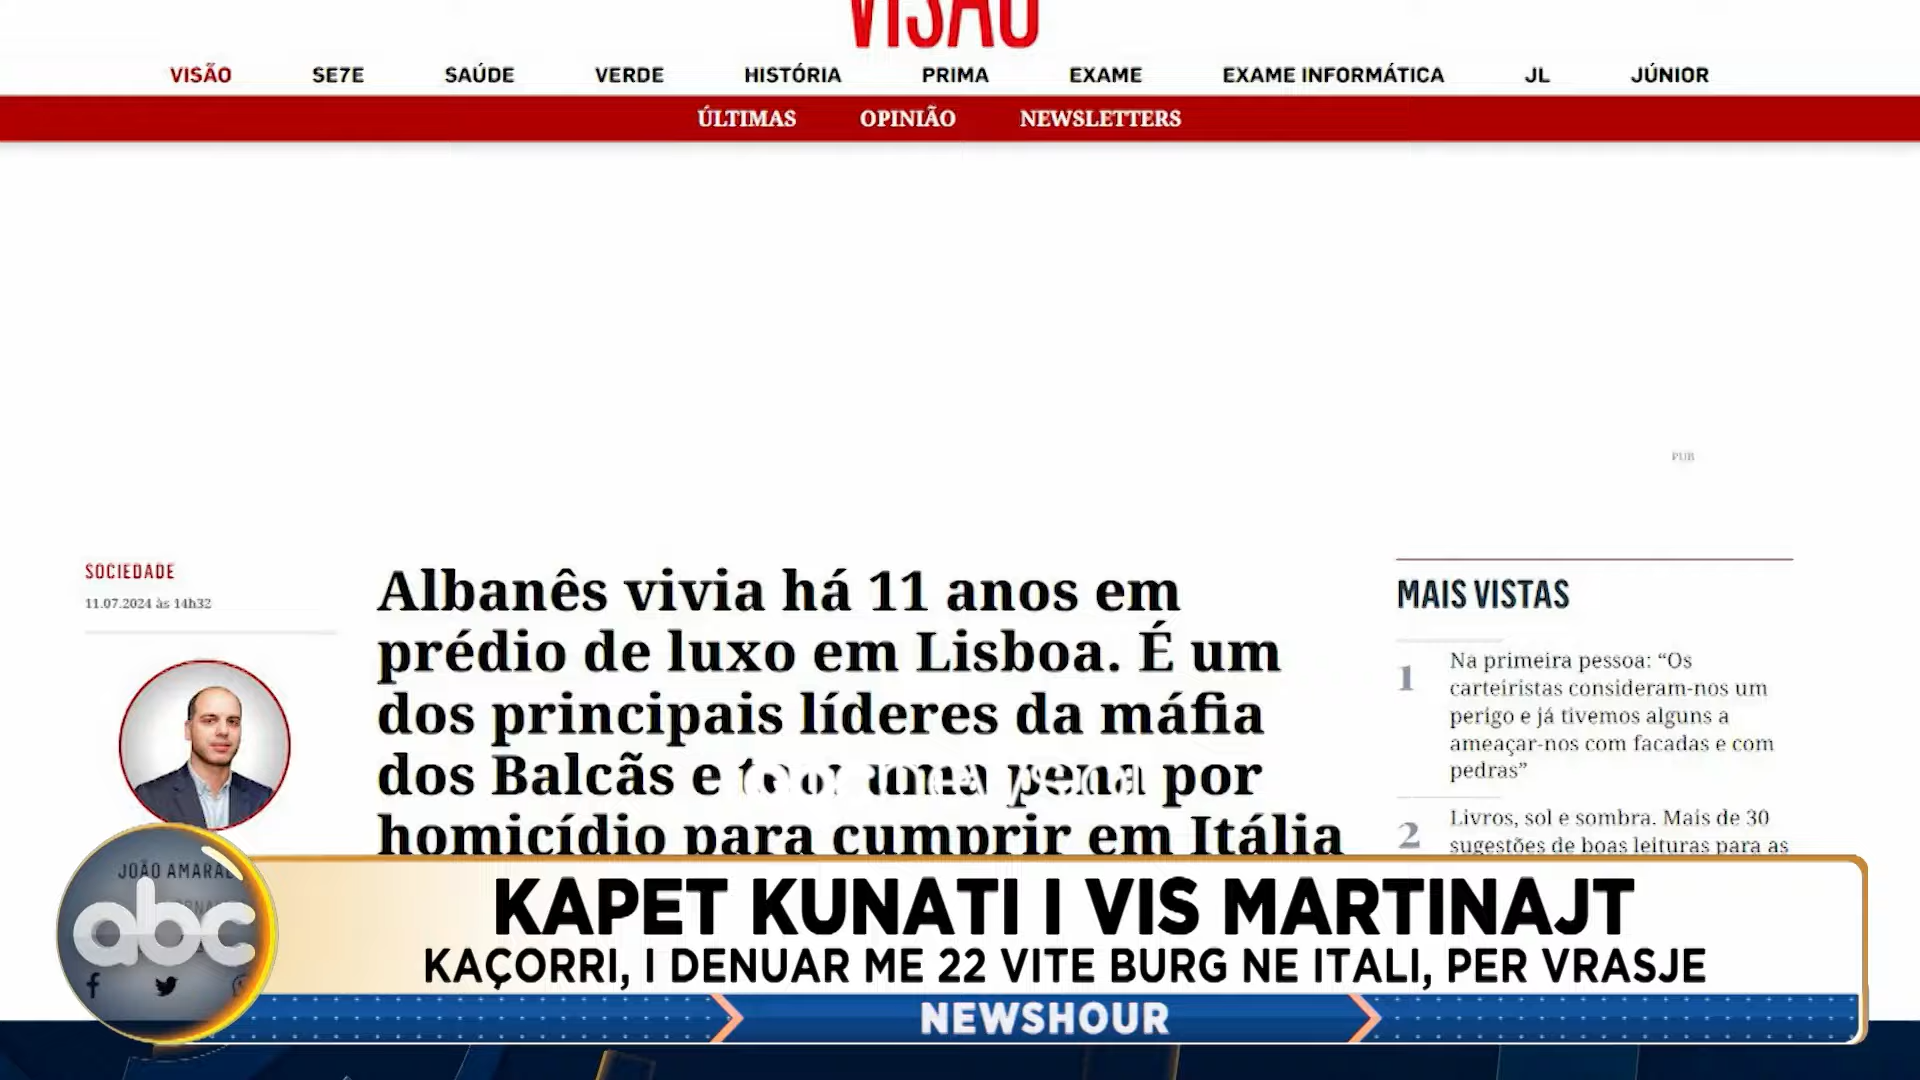 VISÃO
VISÃO SE7E SAÚDE VERDE HISTÓRIA PRIMA EXAME EXAME INFORMÁTICA JL JÚNIOR
ÚLTIMAS OPINIÃO NEWSLETTERS
PUB
SOCIEDADE
11.07.2024 às 14h32
Albanês vivia há 11 anos em
prédio de luxo em Lisboa. É um
dos principais líderes da máfia
dos Balcãs e tem uma pena por
homicídio para cumprir em Itália
MAIS VISTAS
1 Na primeira pessoa: “Os
carteiristas consideram-nos um
perigo e já tivemos alguns a
ameaçar-nos com facadas e com
pedras”
2 Livros, sol e sombra. Mais de 30
sugestões de boas leituras para as
JOÃO AMARAL
abc
KAPET KUNATI I VIS MARTINAJT
KAÇORRI, I DENUAR ME 22 VITE BURG NE ITALI, PER VRASJE
NEWSHOUR